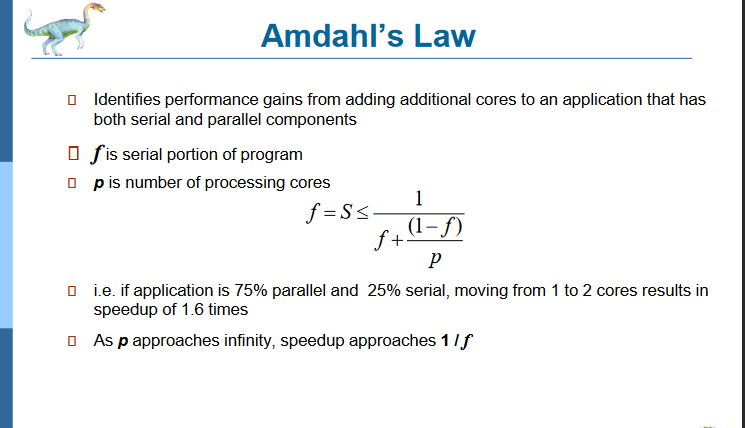 Amdahl's Law
Identifies performance gains from adding additional cores to an application that has
both serial and parallel components
f is serial portion of program
p is number of processing cores
f = S ≤ 1 / (f + (1 − f) / p)
i.e. if application is 75% parallel and 25% serial, moving from 1 to 2 cores results in
speedup of 1.6 times
As p approaches infinity, speedup approaches 1 / f